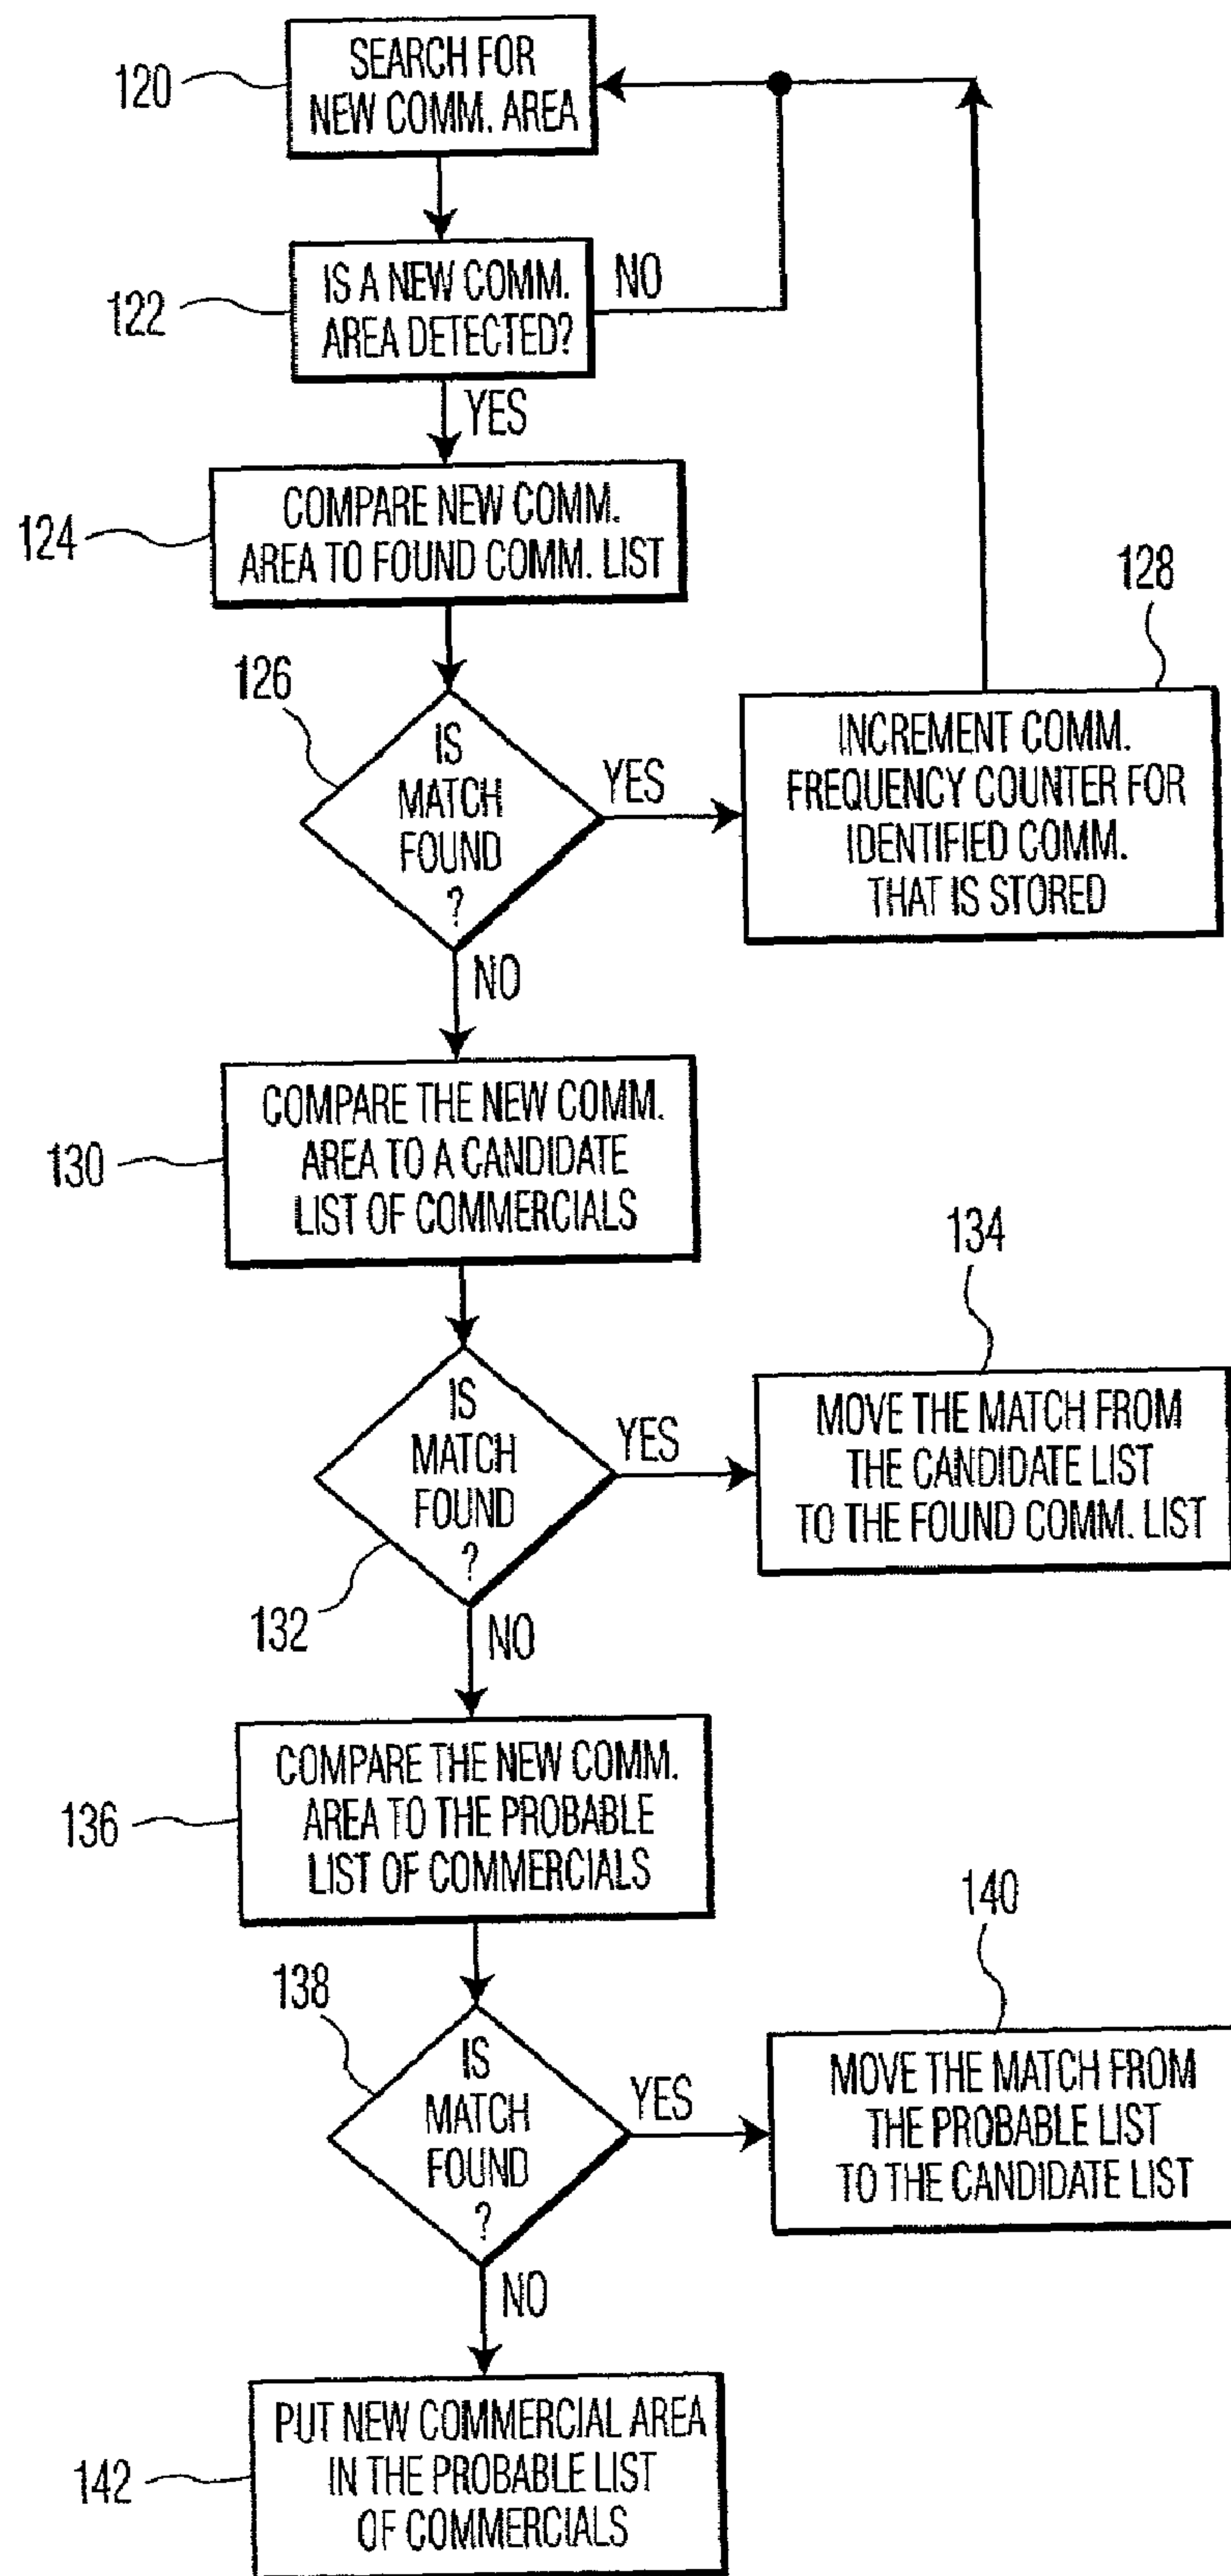 120
SEARCH FOR
NEW COMM. AREA
122
IS A NEW COMM.
AREA DETECTED?
NO
YES
124
COMPARE NEW COMM.
AREA TO FOUND COMM. LIST
126
IS
MATCH
FOUND
?
YES
128
INCREMENT COMM.
FREQUENCY COUNTER FOR
IDENTIFIED COMM.
THAT IS STORED
NO
130
COMPARE THE NEW COMM.
AREA TO A CANDIDATE
LIST OF COMMERCIALS
132
IS
MATCH
FOUND
?
YES
134
MOVE THE MATCH FROM
THE CANDIDATE LIST
TO THE FOUND COMM. LIST
NO
136
COMPARE THE NEW COMM.
AREA TO THE PROBABLE
LIST OF COMMERCIALS
138
IS
MATCH
FOUND
?
YES
140
MOVE THE MATCH FROM
THE PROBABLE LIST
TO THE CANDIDATE LIST
NO
142
PUT NEW COMMERCIAL AREA
IN THE PROBABLE LIST
OF COMMERCIALS